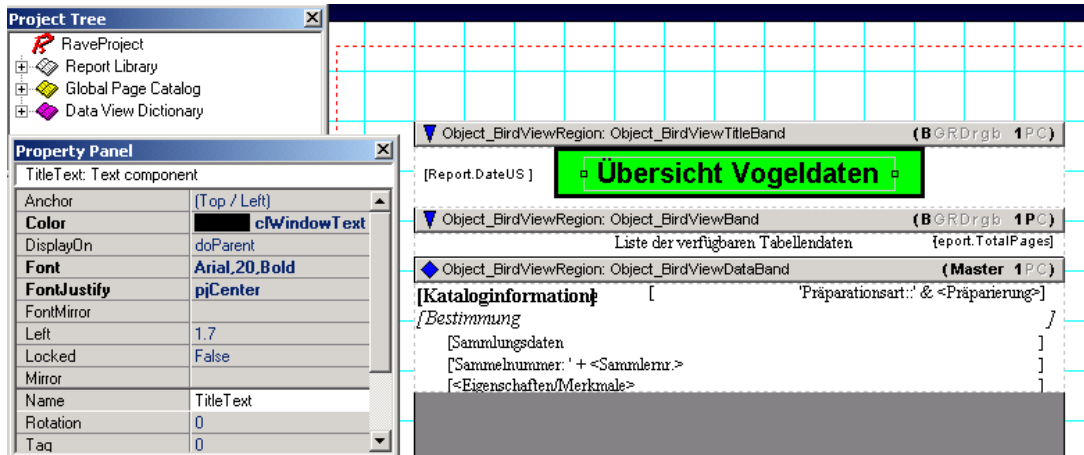 Project Tree
RaveProject
Report Library
Global Page Catalog
Data View Dictionary
Property Panel
TitleText: Text component
Anchor (Top / Left)
Color clWindowText
DisplayOn doParent
Font Arial,20,Bold
FontJustify pjCenter
FontMirror
Left 1.7
Locked False
Mirror
Name TitleText
Rotation 0
Tag 0
Object_BirdViewRegion: Object_BirdViewTitleBand (BGRDrgb 1PC)
[Report.DateUS ] Übersicht Vogeldaten
Object_BirdViewRegion: Object_BirdViewBand (BGRDrgb 1PC)
Liste der verfügbaren Tabellendaten [eport.TotalPages]
Object_BirdViewRegion: Object_BirdViewDataBand (Master 1PC)
[Kataloginformation] [ 'Präparationsart::' & <Präparierung>]
[Bestimmung ]
[Sammlungsdaten ]
['Sammelnummer: ' + <Sammlernr.> ]
[<Eigenschaften/Merkmale> ]